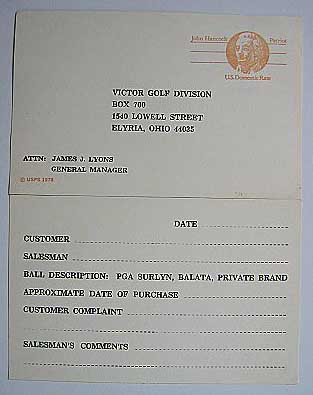 John Hancock Patriot
U.S. Domestic Rate
VICTOR GOLF DIVISION
BOX 700
1540 LOWELL STREET
ELYRIA, OHIO 44035
ATTN: JAMES J. LYONS
GENERAL MANAGER
© USPS 1978
DATE
CUSTOMER
SALESMAN
BALL DESCRIPTION: PGA SURLYN, BALATA, PRIVATE BRAND
APPROXIMATE DATE OF PURCHASE
CUSTOMER COMPLAINT
SALESMAN'S COMMENTS